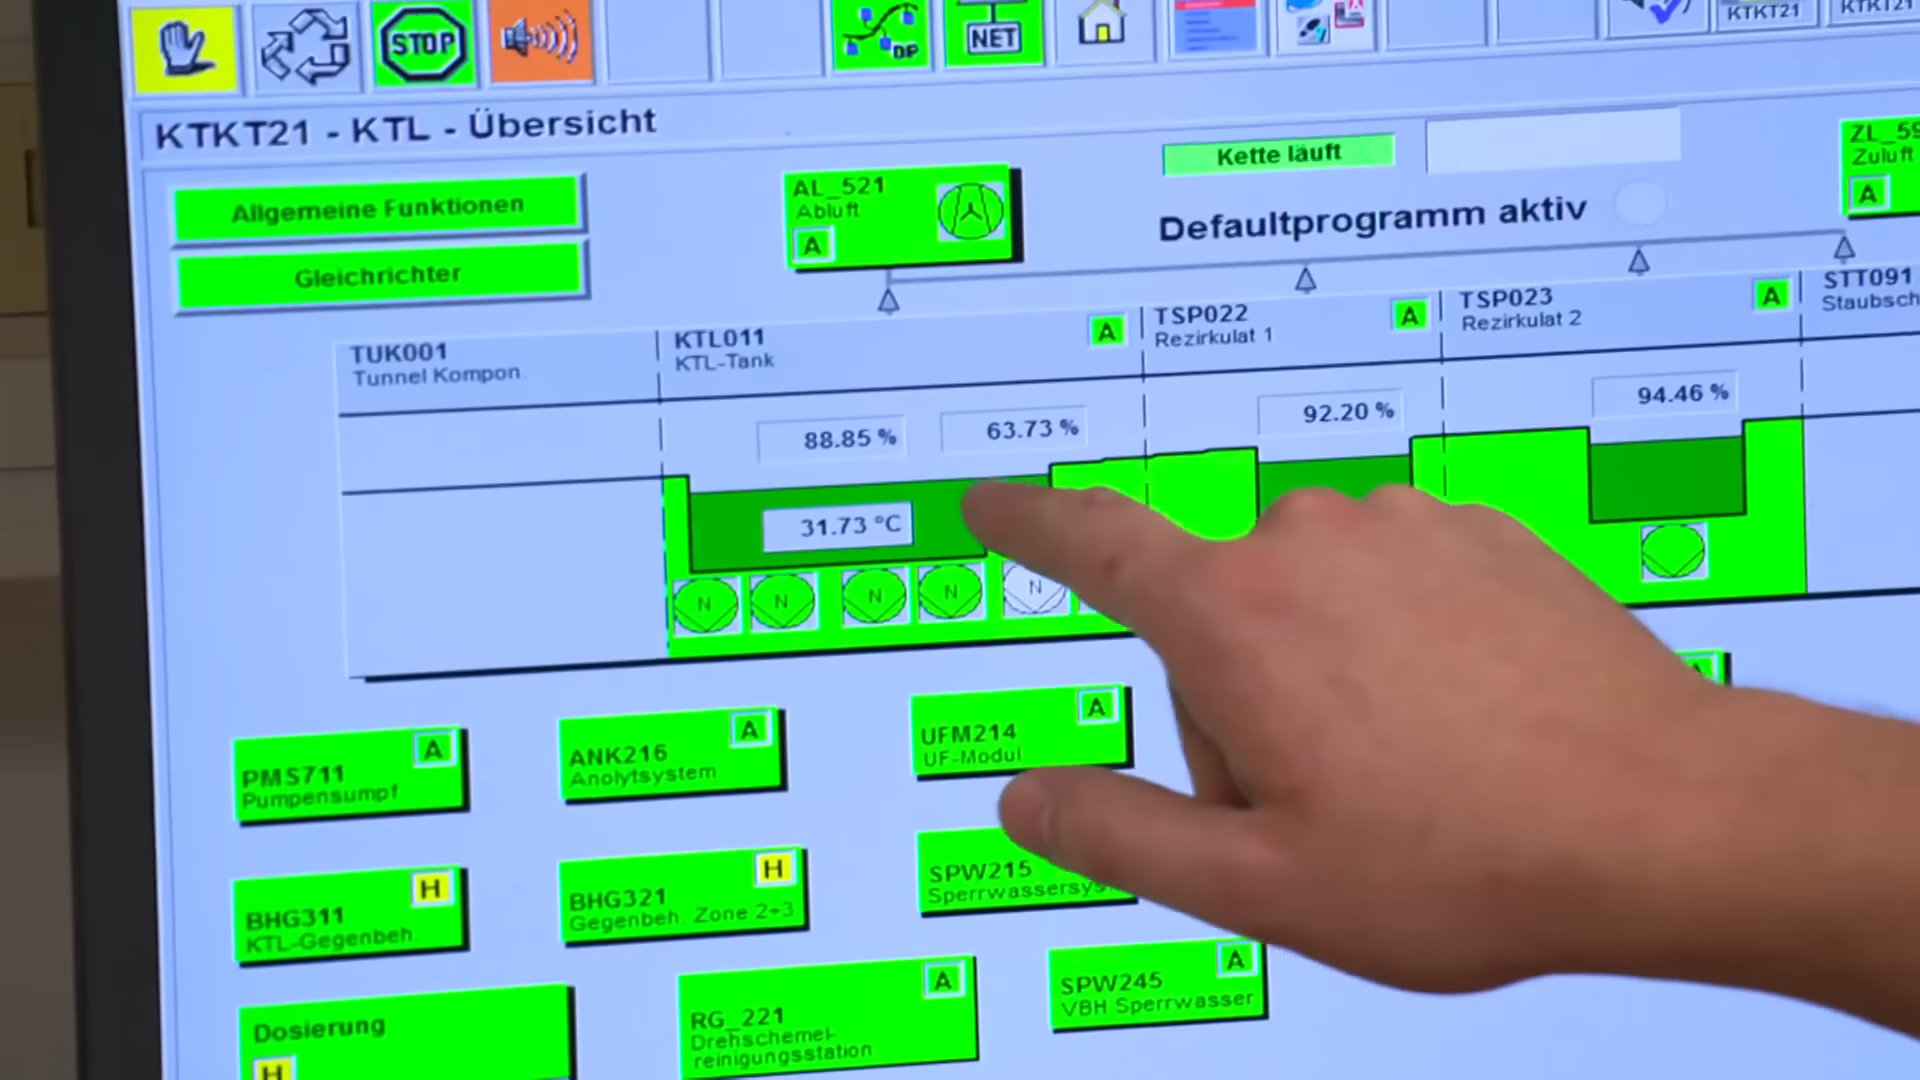 STOP
DP
NET
KTKT21
KTKT21 - KTL - Übersicht
Allgemeine Funktionen
Gleichrichter
AL_521
Abluft
A
Kette läuft
Defaultprogramm aktiv
Zuluft
A
TUK001
Tunnel Kompon.
KTL011
KTL-Tank
A
TSP022
Rezirkulat 1
A
TSP023
Rezirkulat 2
A
STT091
88.85 %
63.73 %
92.20 %
94.46 %
31.73 °C
N
N
N
N
N
PMS711
Pumpensumpf
A
ANK216
Anolytsystem
A
UFM214
UF-Modul
A
A
BHG311
KTL-Gegenbeh.
H
BHG321
Gegenbeh. Zone 2+3
H
SPW215
Dosierung
H
RG_221
Drehschemel-
reinigungsstation
A
SPW245
VBH Sperrwasser
A